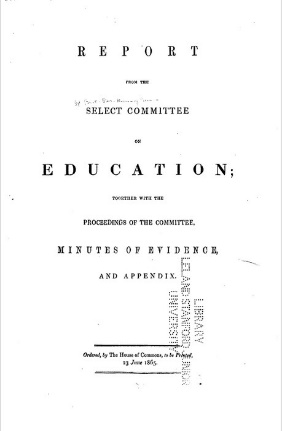 REPORT
FROM THE
SELECT COMMITTEE
ON
EDUCATION;
TOGETHER WITH THE
PROCEEDINGS OF THE COMMITTEE,
MINUTES OF EVIDENCE,
AND APPENDIX.
LIBRARY
LELAND STANFORD JUNIOR
UNIVERSITY
Ordered, by The House of Commons, to be Printed,
23 June 1865.